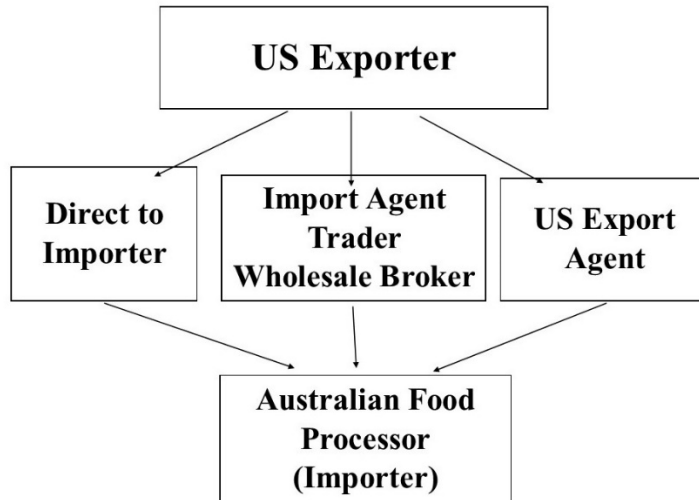 US Exporter
Direct to
Importer
Import Agent
Trader
Wholesale Broker
US Export
Agent
Australian Food
Processor
(Importer)